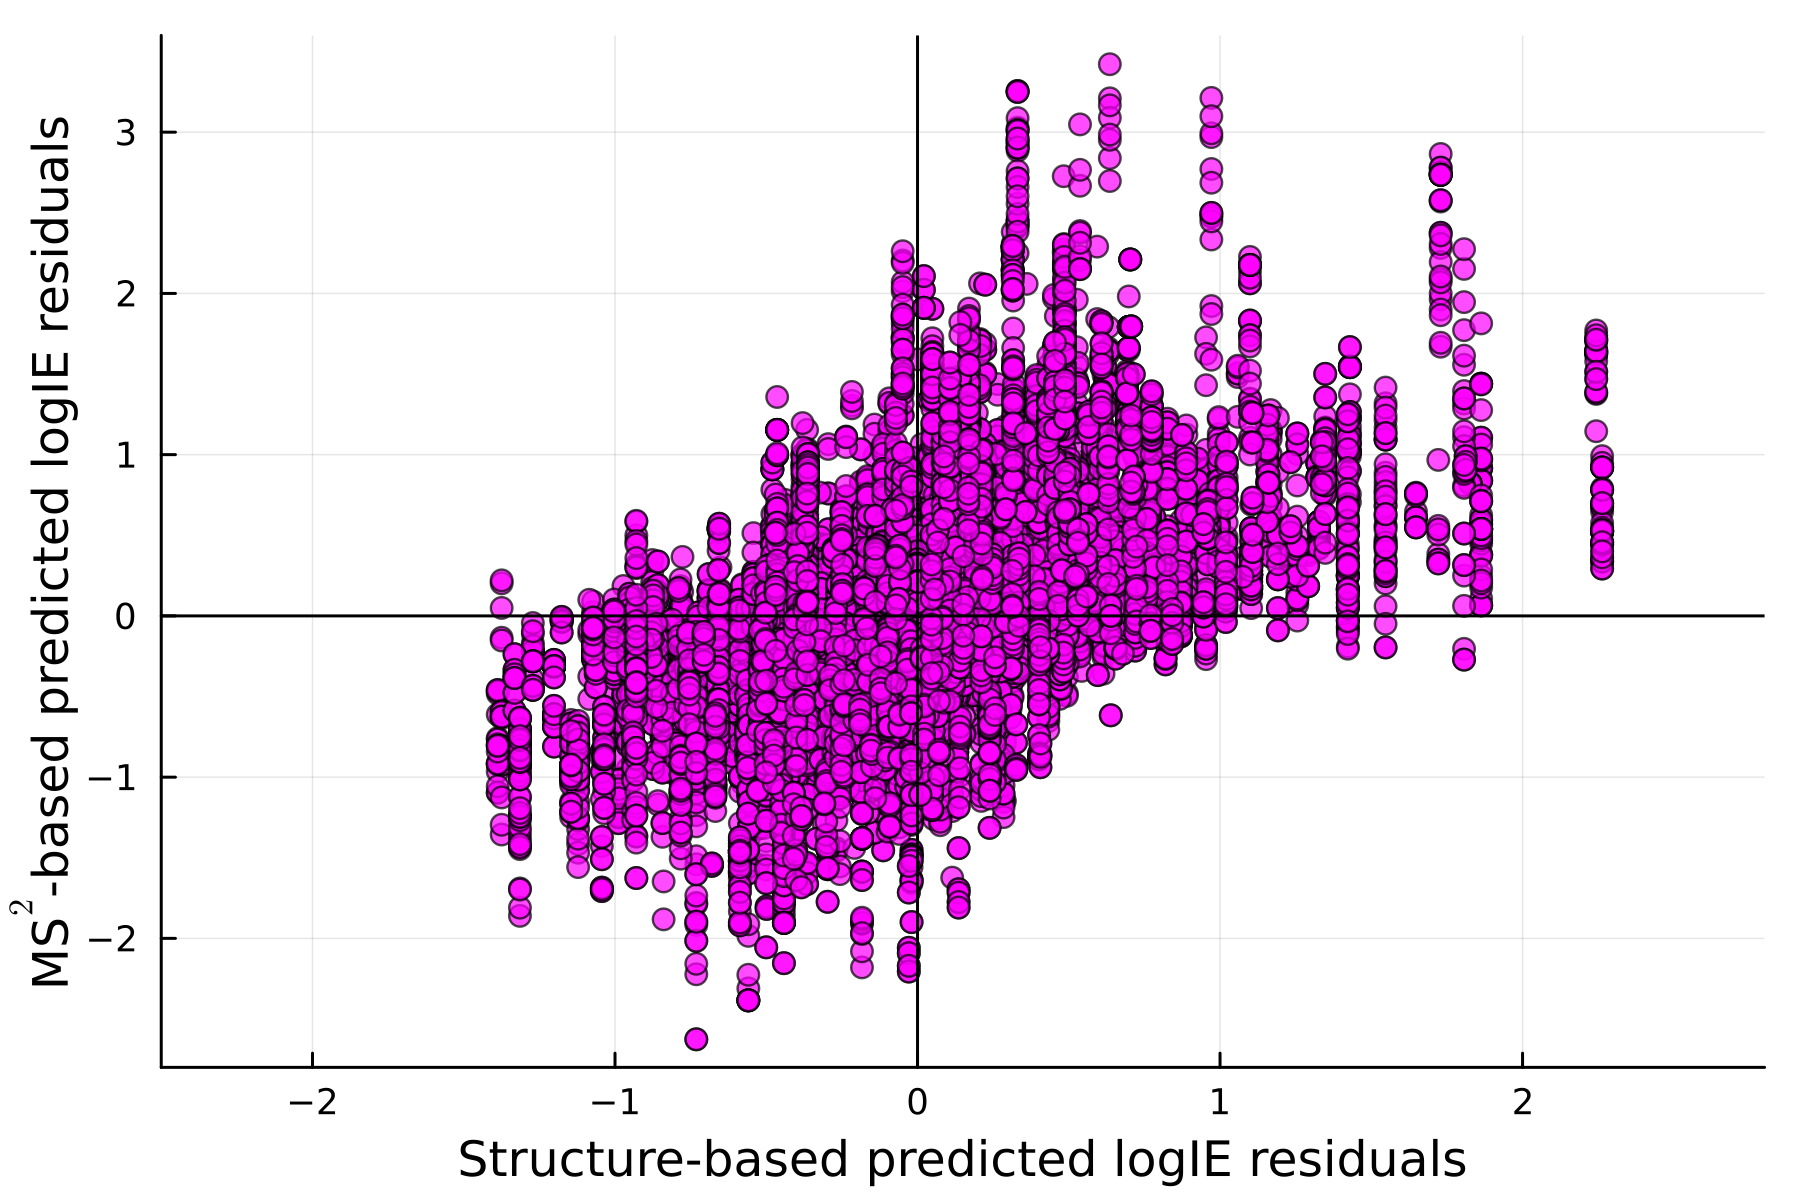 MS²-based predicted logIE residuals
3
2
1
0
−1
−2
−2 −1 0 1 2
Structure-based predicted logIE residuals